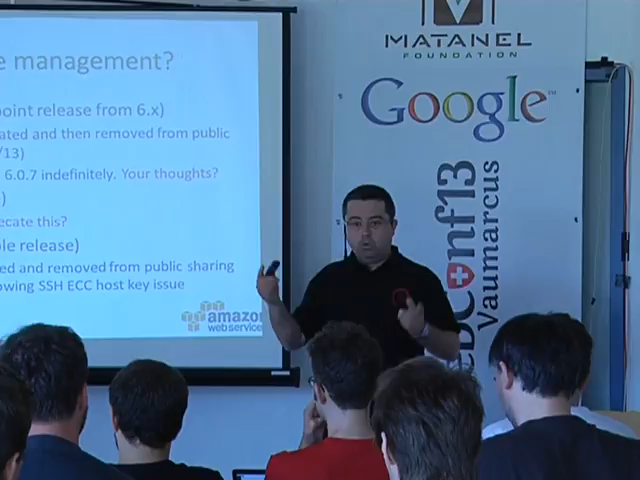 e management?
point release from 6.x)
ated and then removed from public
/13)
6.0.7 indefinitely. Your thoughts?
)
ecate this?
le release)
ed and removed from public sharing
owing SSH ECC host key issue
amazon
webservice
MATANEL
FOUNDATION
Google
ebConf13
Vaumarcus